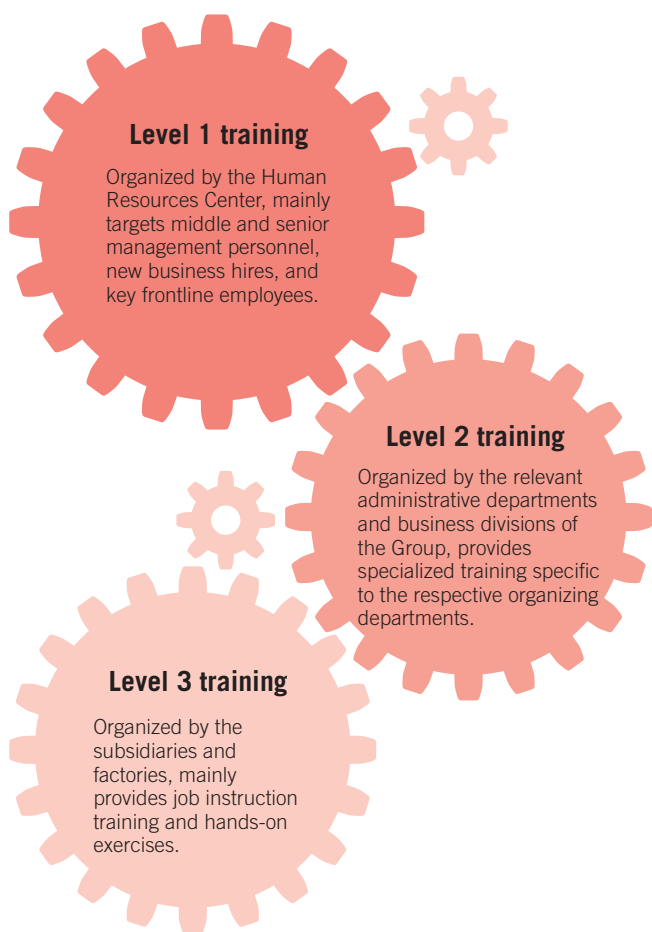 Level 1 training
Organized by the Human
Resources Center, mainly
targets middle and senior
management personnel,
new business hires, and
key frontline employees.
Level 2 training
Organized by the relevant
administrative departments
and business divisions of
the Group, provides
specialized training specific
to the respective organizing
departments.
Level 3 training
Organized by the
subsidiaries and
factories, mainly
provides job instruction
training and hands-on
exercises.